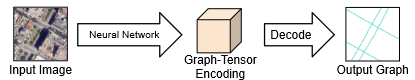 Neural Network
Decode
Input Image
Graph-Tensor
Encoding
Output Graph